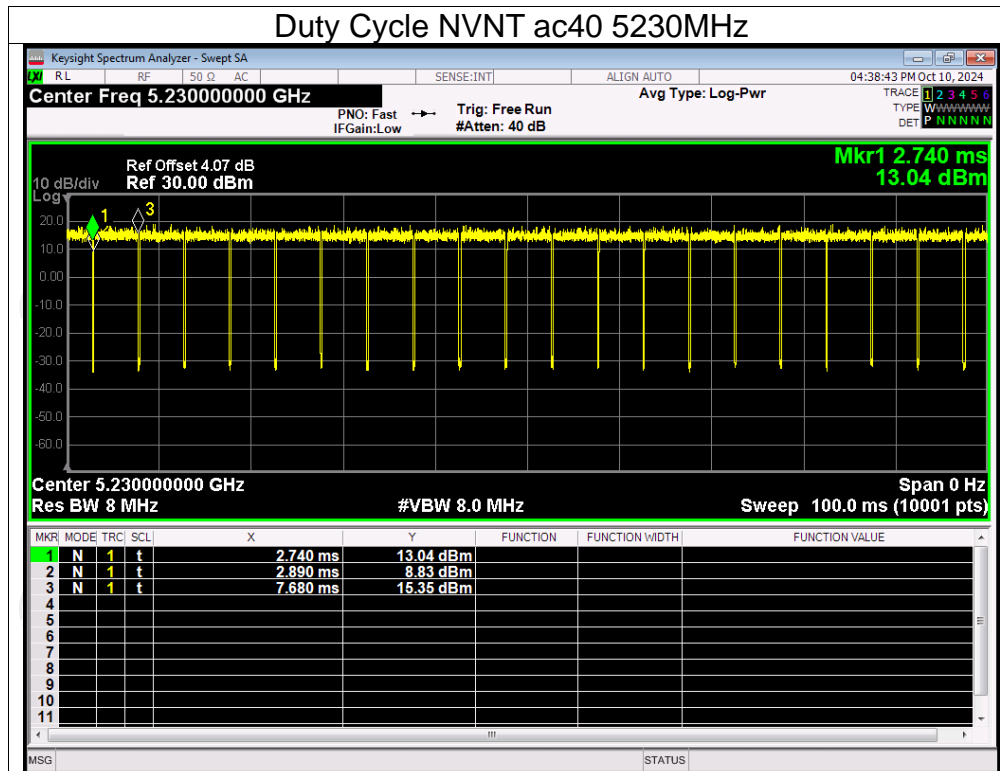 Duty Cycle NVNT ac40 5230MHz
Keysight Spectrum Analyzer - Swept SA
LXI RL RF 50 Ω AC SENSE:INT ALIGN AUTO 04:38:43 PM Oct 10, 2024
Center Freq 5.230000000 GHz Avg Type: Log-Pwr TRACE 1 2 3 4 5 6
PNO: Fast Trig: Free Run TYPE WWWWWW
IFGain:Low #Atten: 40 dB DET P N N N N N
Mkr1 2.740 ms
Ref Offset 4.07 dB
10 dB/div Ref 30.00 dBm 13.04 dBm
Log
1 3
20.0
10.0
0.00
-10.0
-20.0
-30.0
-40.0
-50.0
-60.0
Center 5.230000000 GHz Span 0 Hz
Res BW 8 MHz #VBW 8.0 MHz Sweep 100.0 ms (10001 pts)
MKR MODE TRC SCL X Y FUNCTION FUNCTION WIDTH FUNCTION VALUE
1 N 1 t 2.740 ms 13.04 dBm
2 N 1 t 2.890 ms 8.83 dBm
3 N 1 t 7.680 ms 15.35 dBm
4
5
6
7
8
9
10
11
MSG STATUS